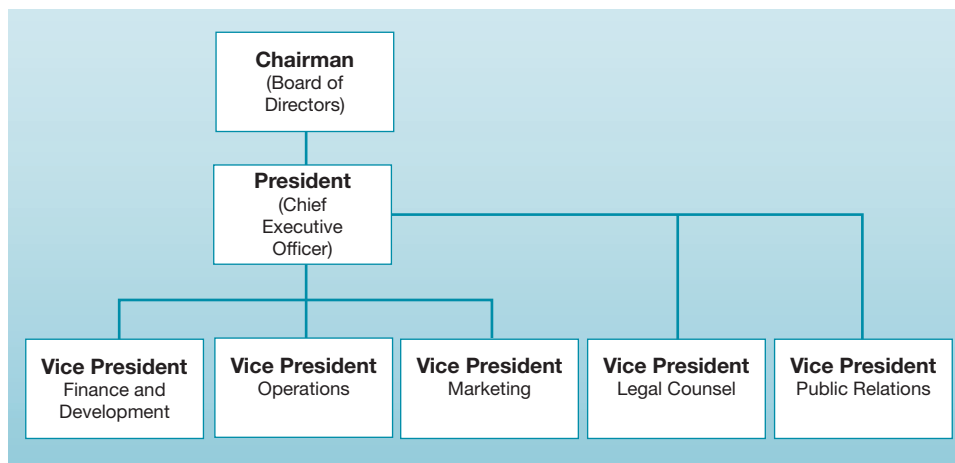 Chairman
(Board of
Directors)
President
(Chief
Executive
Officer)
Vice President
Finance and
Development
Vice President
Operations
Vice President
Marketing
Vice President
Legal Counsel
Vice President
Public Relations